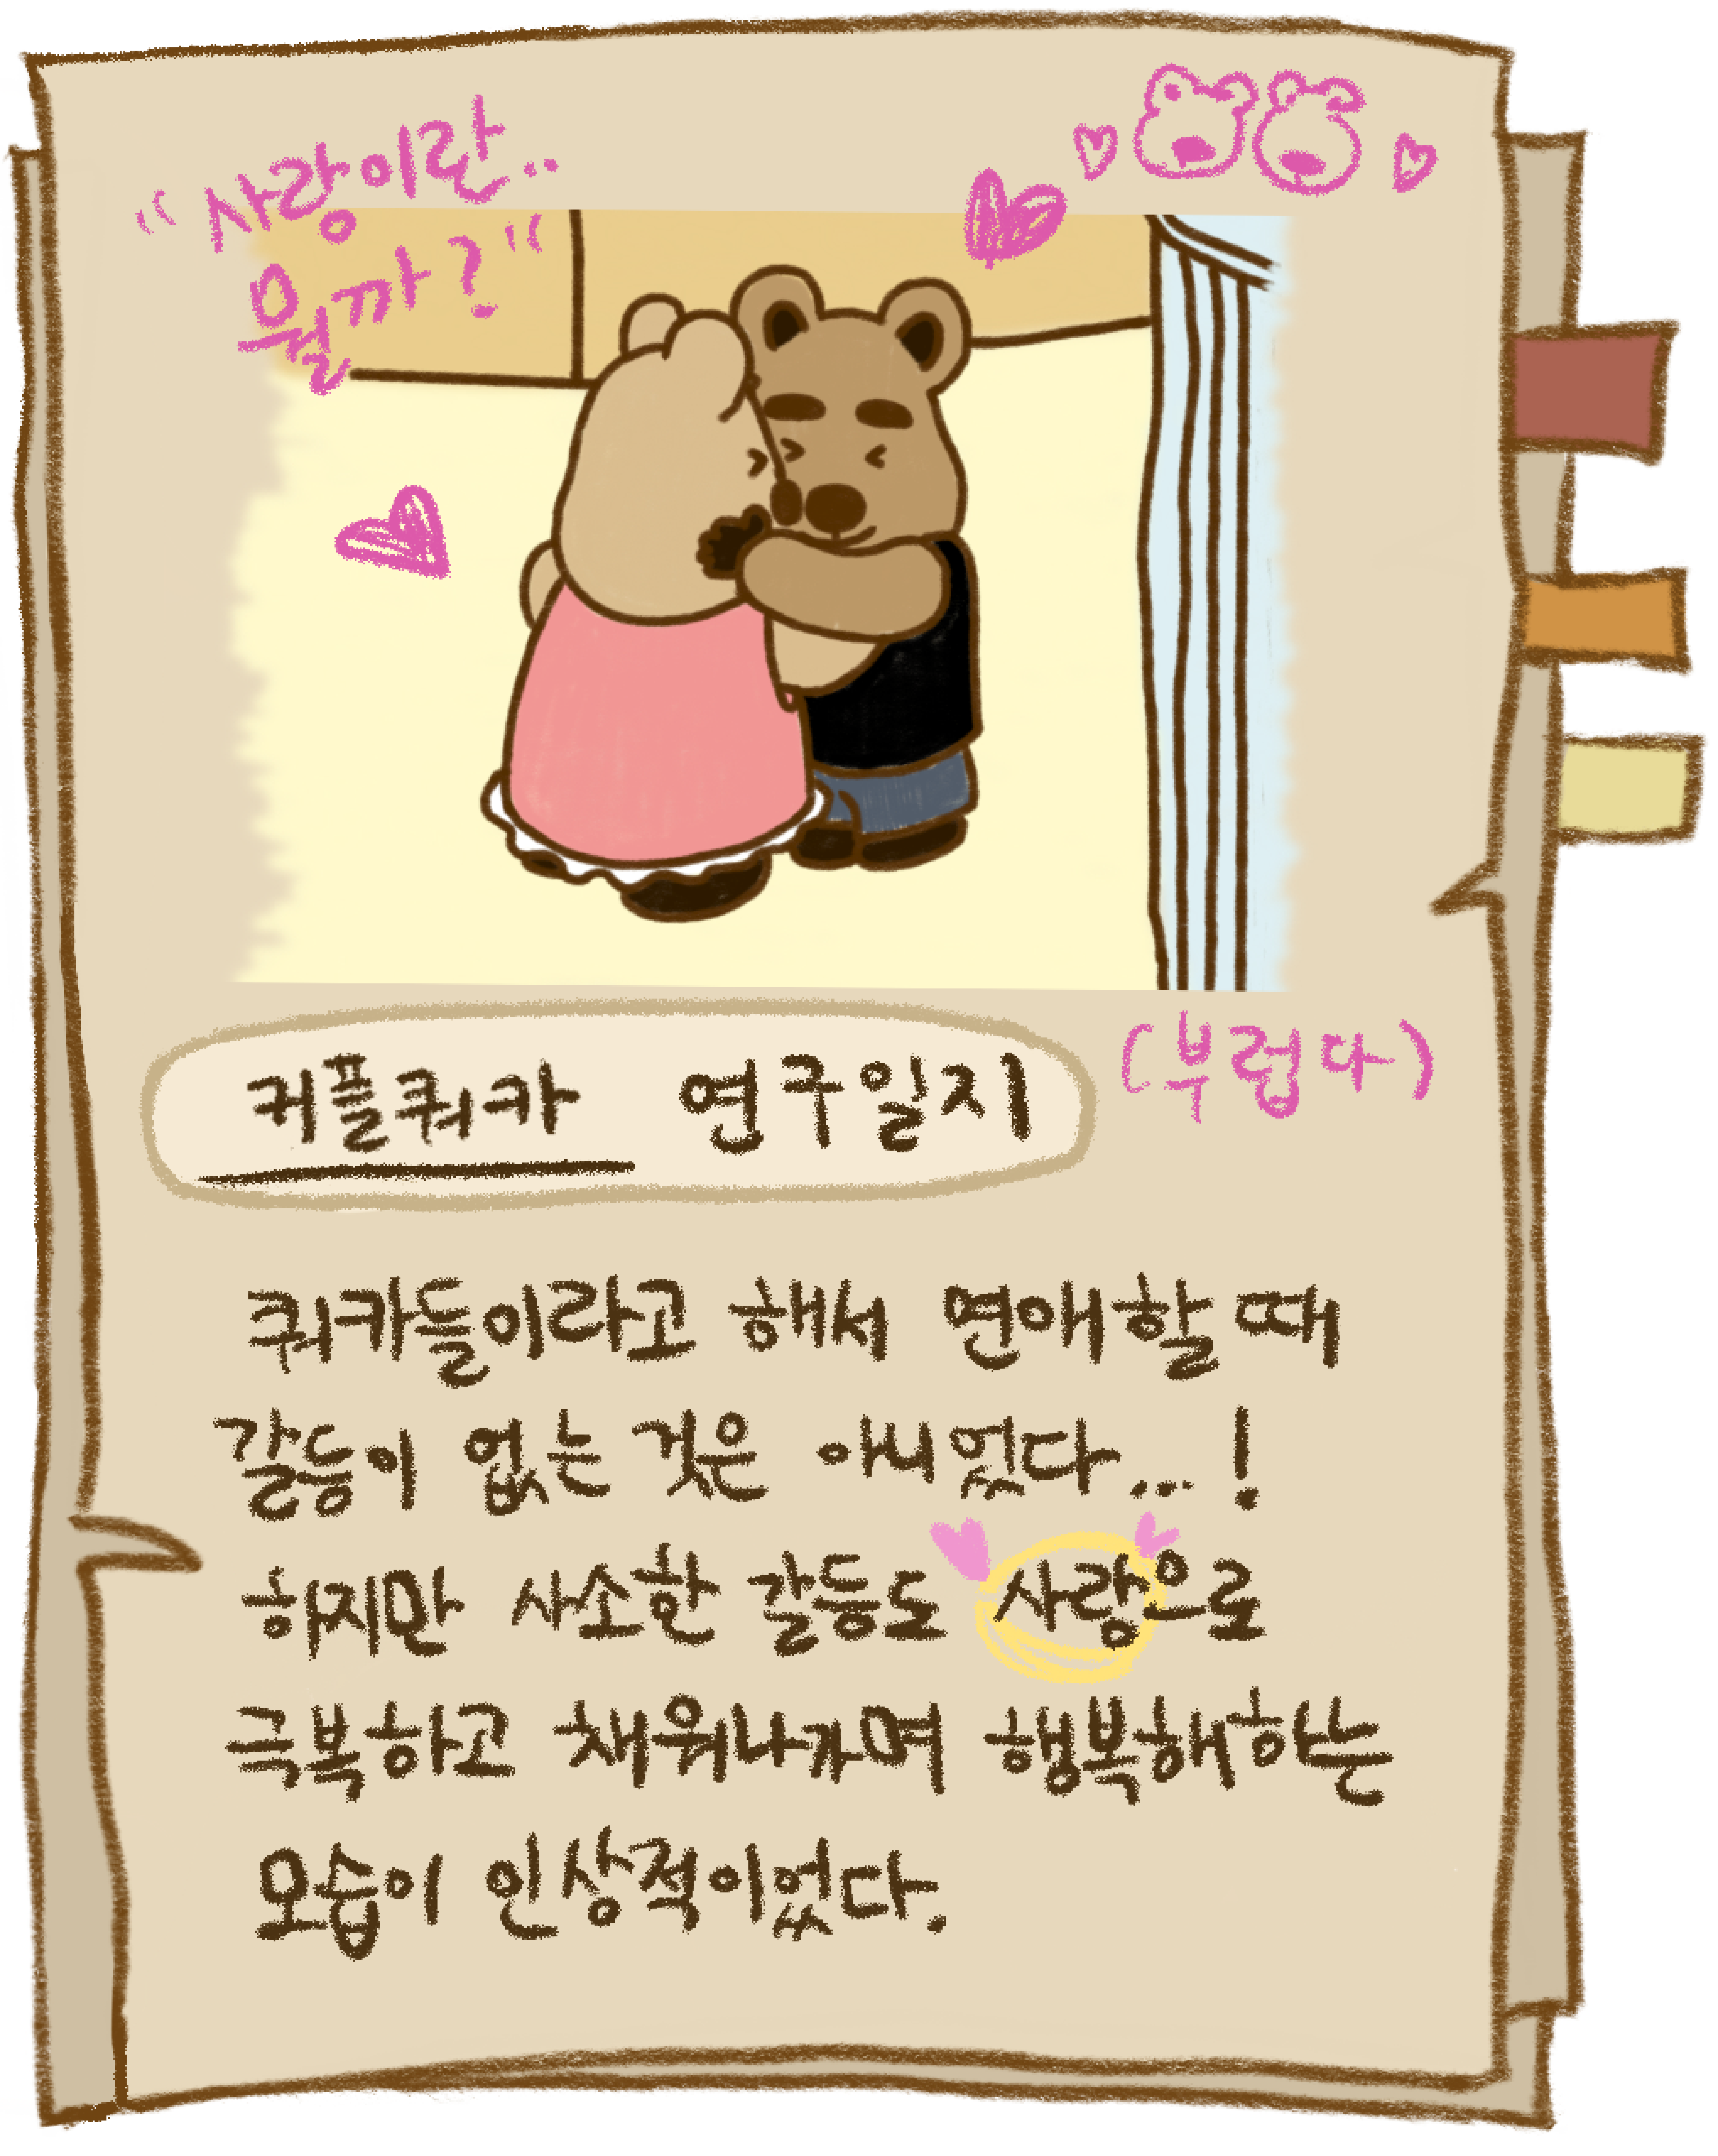 “사랑이란..
뭘까?“
커플쿼카 연구일지
(부럽다)
쿼카들이라고 해서 연애할 때
갈등이 없는 것은 아니었다...!
하지만 사소한 갈등도 사랑으로
극복하고 채워나가며 행복해하는
모습이 인상적이었다.